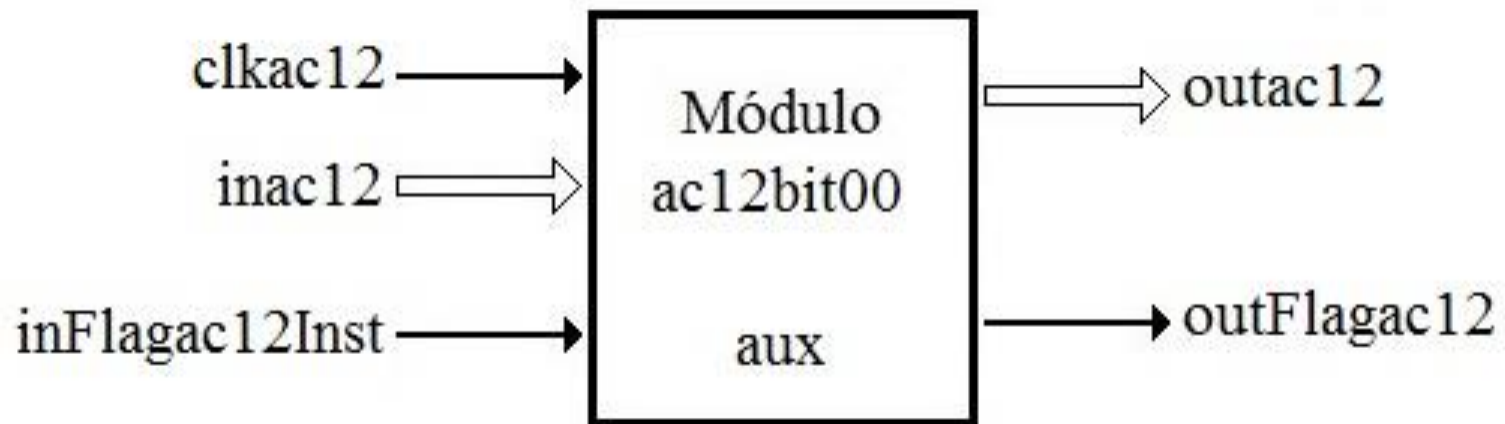 clkac12
inac12
inFlagac12Inst
Módulo
ac12bit00
aux
outac12
outFlagac12